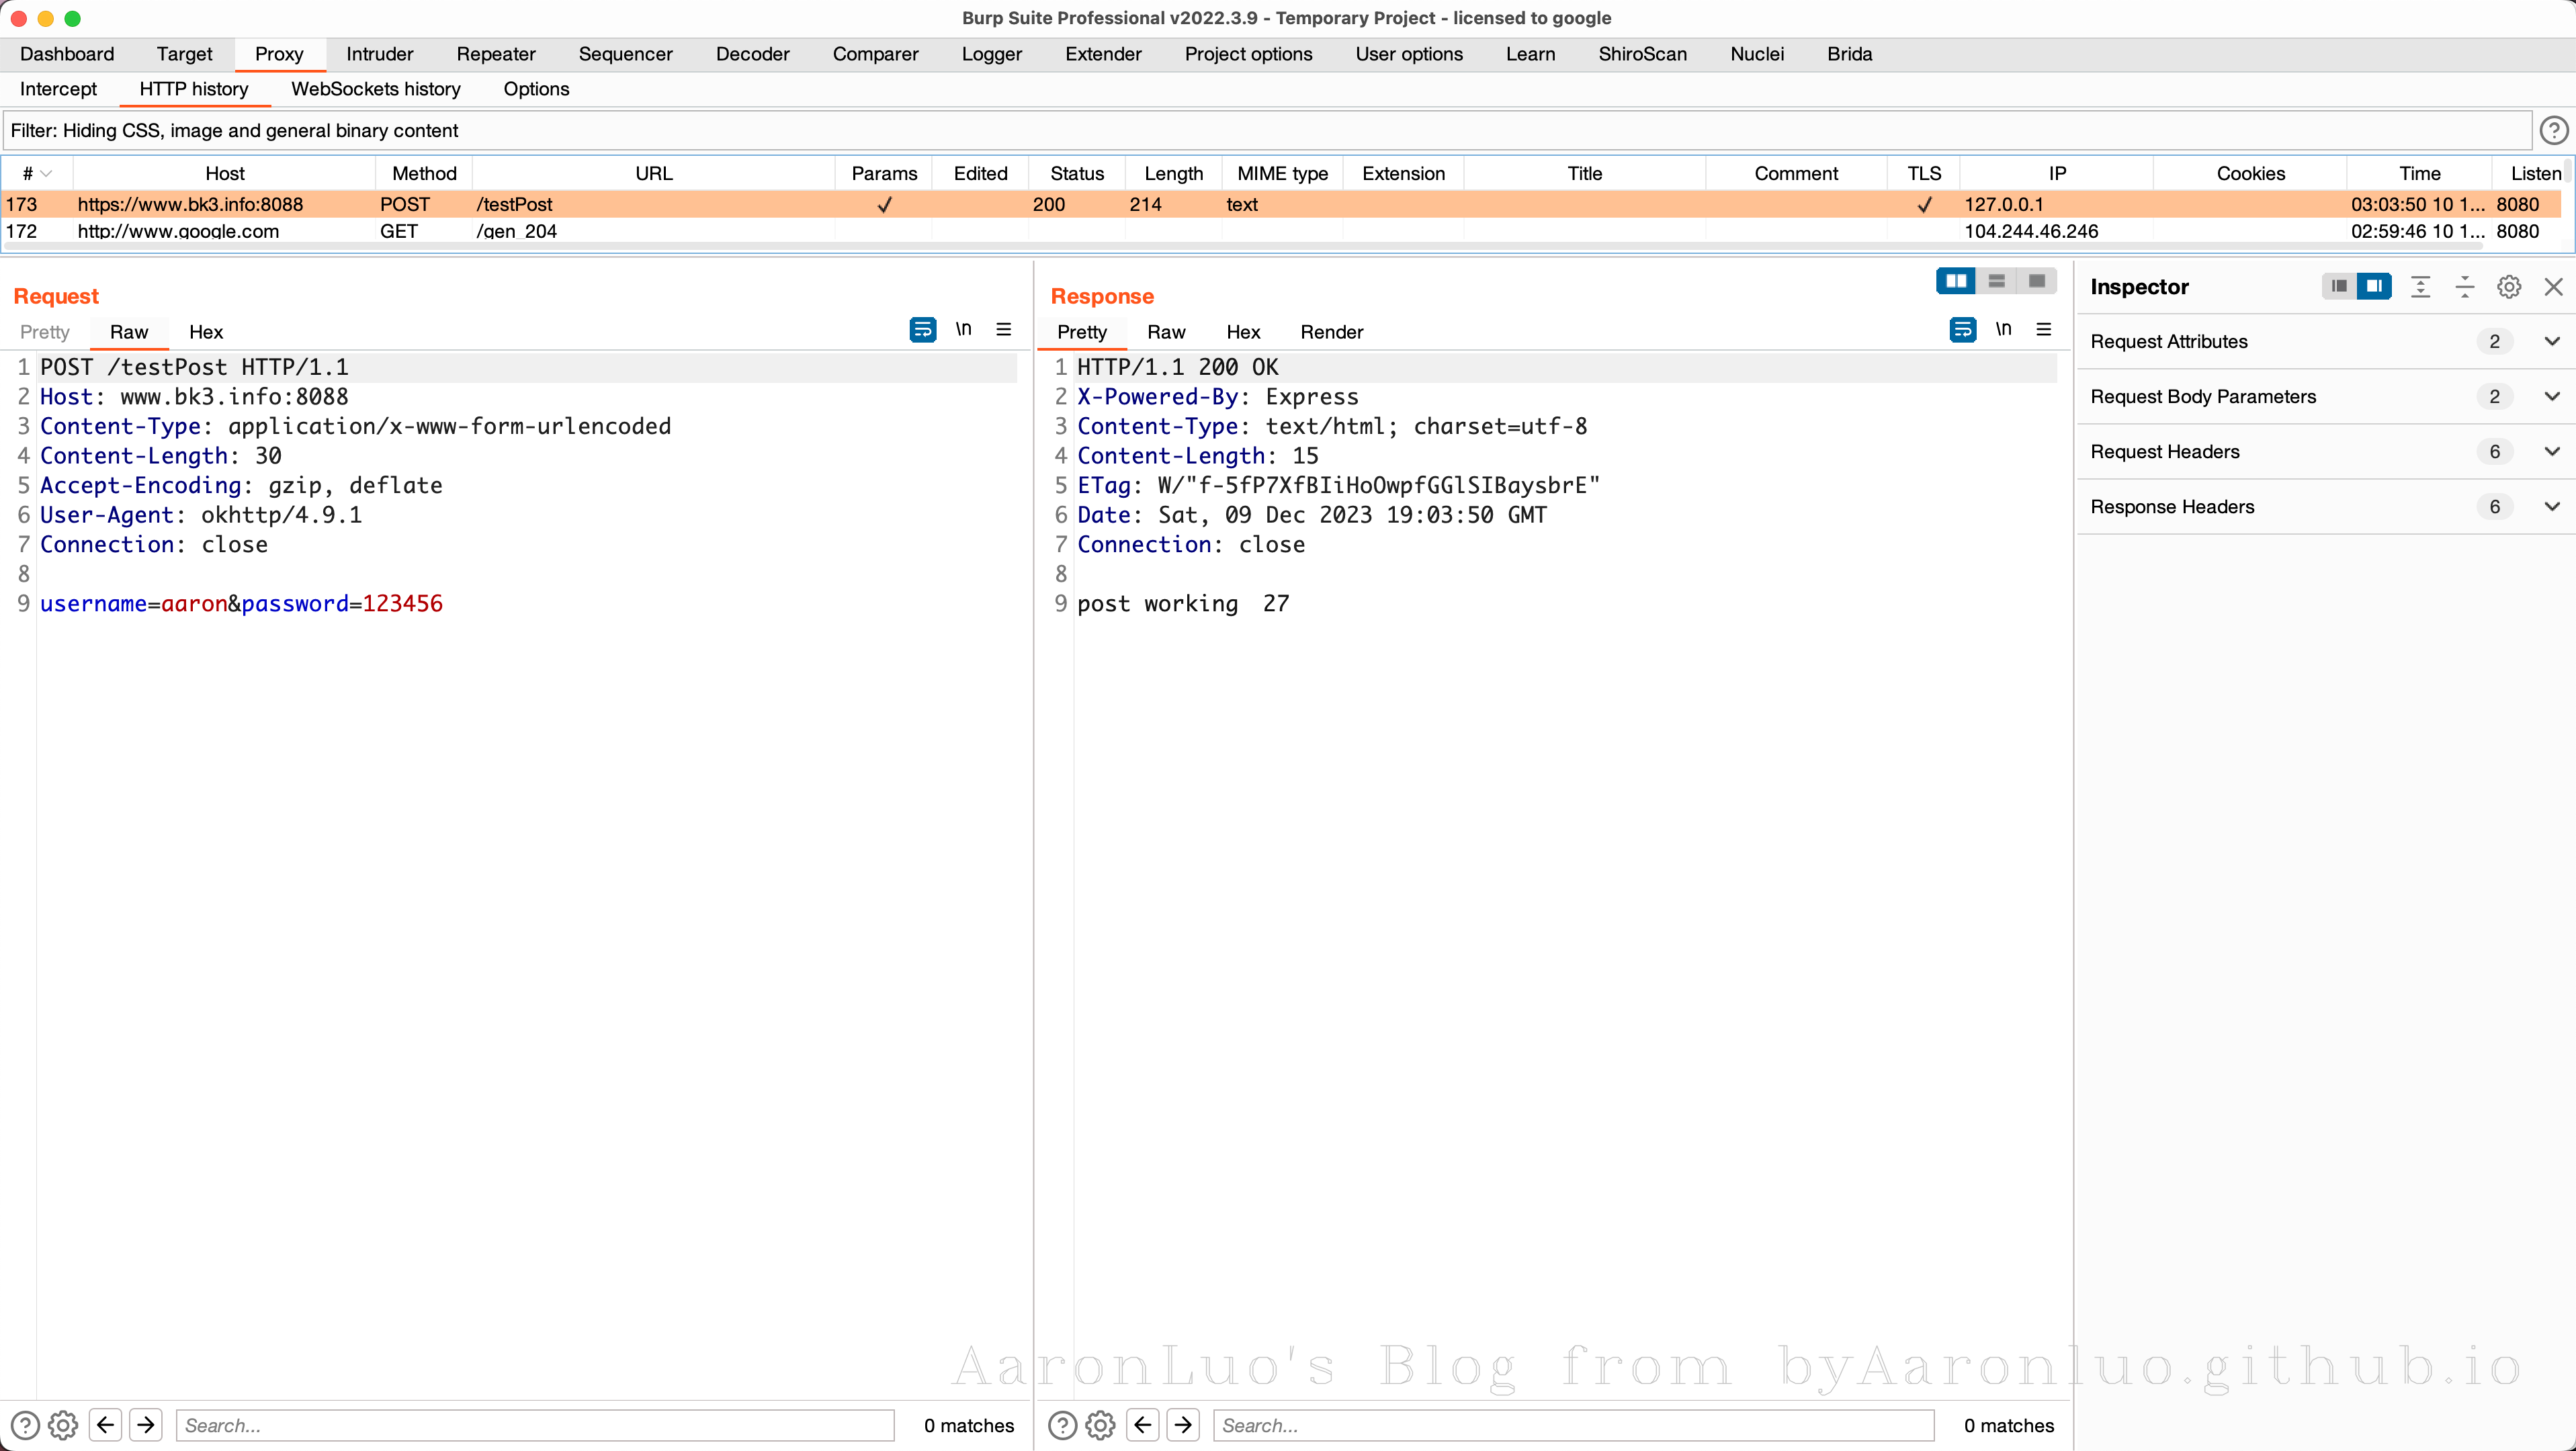 Burp Suite Professional v2022.3.9 - Temporary Project - licensed to google
Dashboard Target Proxy Intruder Repeater Sequencer Decoder Comparer Logger Extender Project options User options Learn ShiroScan Nuclei Brida
Intercept HTTP history WebSockets history Options
Filter: Hiding CSS, image and general binary content
# Host Method URL Params Edited Status Length MIME type Extension Title Comment TLS IP Cookies Time Listen
173 https://www.bk3.info:8088 POST /testPost ✓ 200 214 text ✓ 127.0.0.1 03:03:50 10 1... 8080
172 http://www.google.com GET /gen_204 104.244.46.246 02:59:46 10 1... 8080
Request
Pretty Raw Hex \n
1 POST /testPost HTTP/1.1
2 Host: www.bk3.info:8088
3 Content-Type: application/x-www-form-urlencoded
4 Content-Length: 30
5 Accept-Encoding: gzip, deflate
6 User-Agent: okhttp/4.9.1
7 Connection: close
8
9 username=aaron&password=123456
Search... 0 matches
Response
Pretty Raw Hex Render \n
1 HTTP/1.1 200 OK
2 X-Powered-By: Express
3 Content-Type: text/html; charset=utf-8
4 Content-Length: 15
5 ETag: W/"f-5fP7XfBIiHoOwpfGGlSIBaysbrE"
6 Date: Sat, 09 Dec 2023 19:03:50 GMT
7 Connection: close
8
9 post working 27
Search... 0 matches
Inspector
Request Attributes 2
Request Body Parameters 2
Request Headers 6
Response Headers 6
AaronLuo's Blog from byAaronluo.github.io